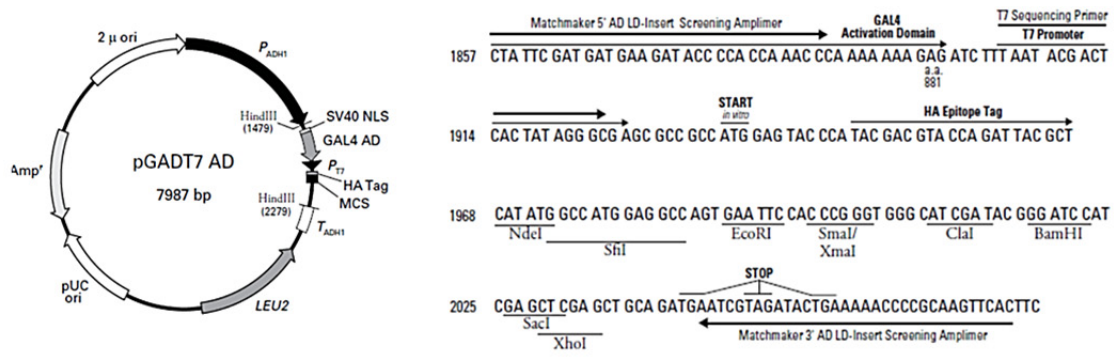 2 μ ori
PADH1
HindIII
(1479)
SV40 NLS
GAL4 AD
PT7
HA Tag
MCS
HindIII
(2279)
TADH1
LEU2
pUC
ori
Ampr
pGADT7 AD
7987 bp
Matchmaker 5' AD LD-Insert Screening Amplimer
GAL4
Activation Domain
T7 Sequencing Primer
T7 Promoter
1857 CTA TTC GAT GAT GAA GAT ACC CCA CCA AAC CCA AAA AAA GAG ATC TTT AAT ACG ACT
a.a.
881
START
in vitro
HA Epitope Tag
1914 CAC TAT AGG GCG AGC GCC GCC ATG GAG TAC CCA TAC GAC GTA CCA GAT TAC GCT
1968 CAT ATG GCC ATG GAG GCC AGT GAA TTC CAC CCG GGT GGG CAT CGA TAC GGG ATC CAT
NdeI
SfiI
EcoRI
SmaI/
XmaI
ClaI
BamHI
STOP
2025 CGA GCT CGA GCT GCA GATGAATCGTAGATACTGAAAAACCCCGCAAGTTCACTTC
SacI
XhoI
Matchmaker 3' AD LD-Insert Screening Amplimer